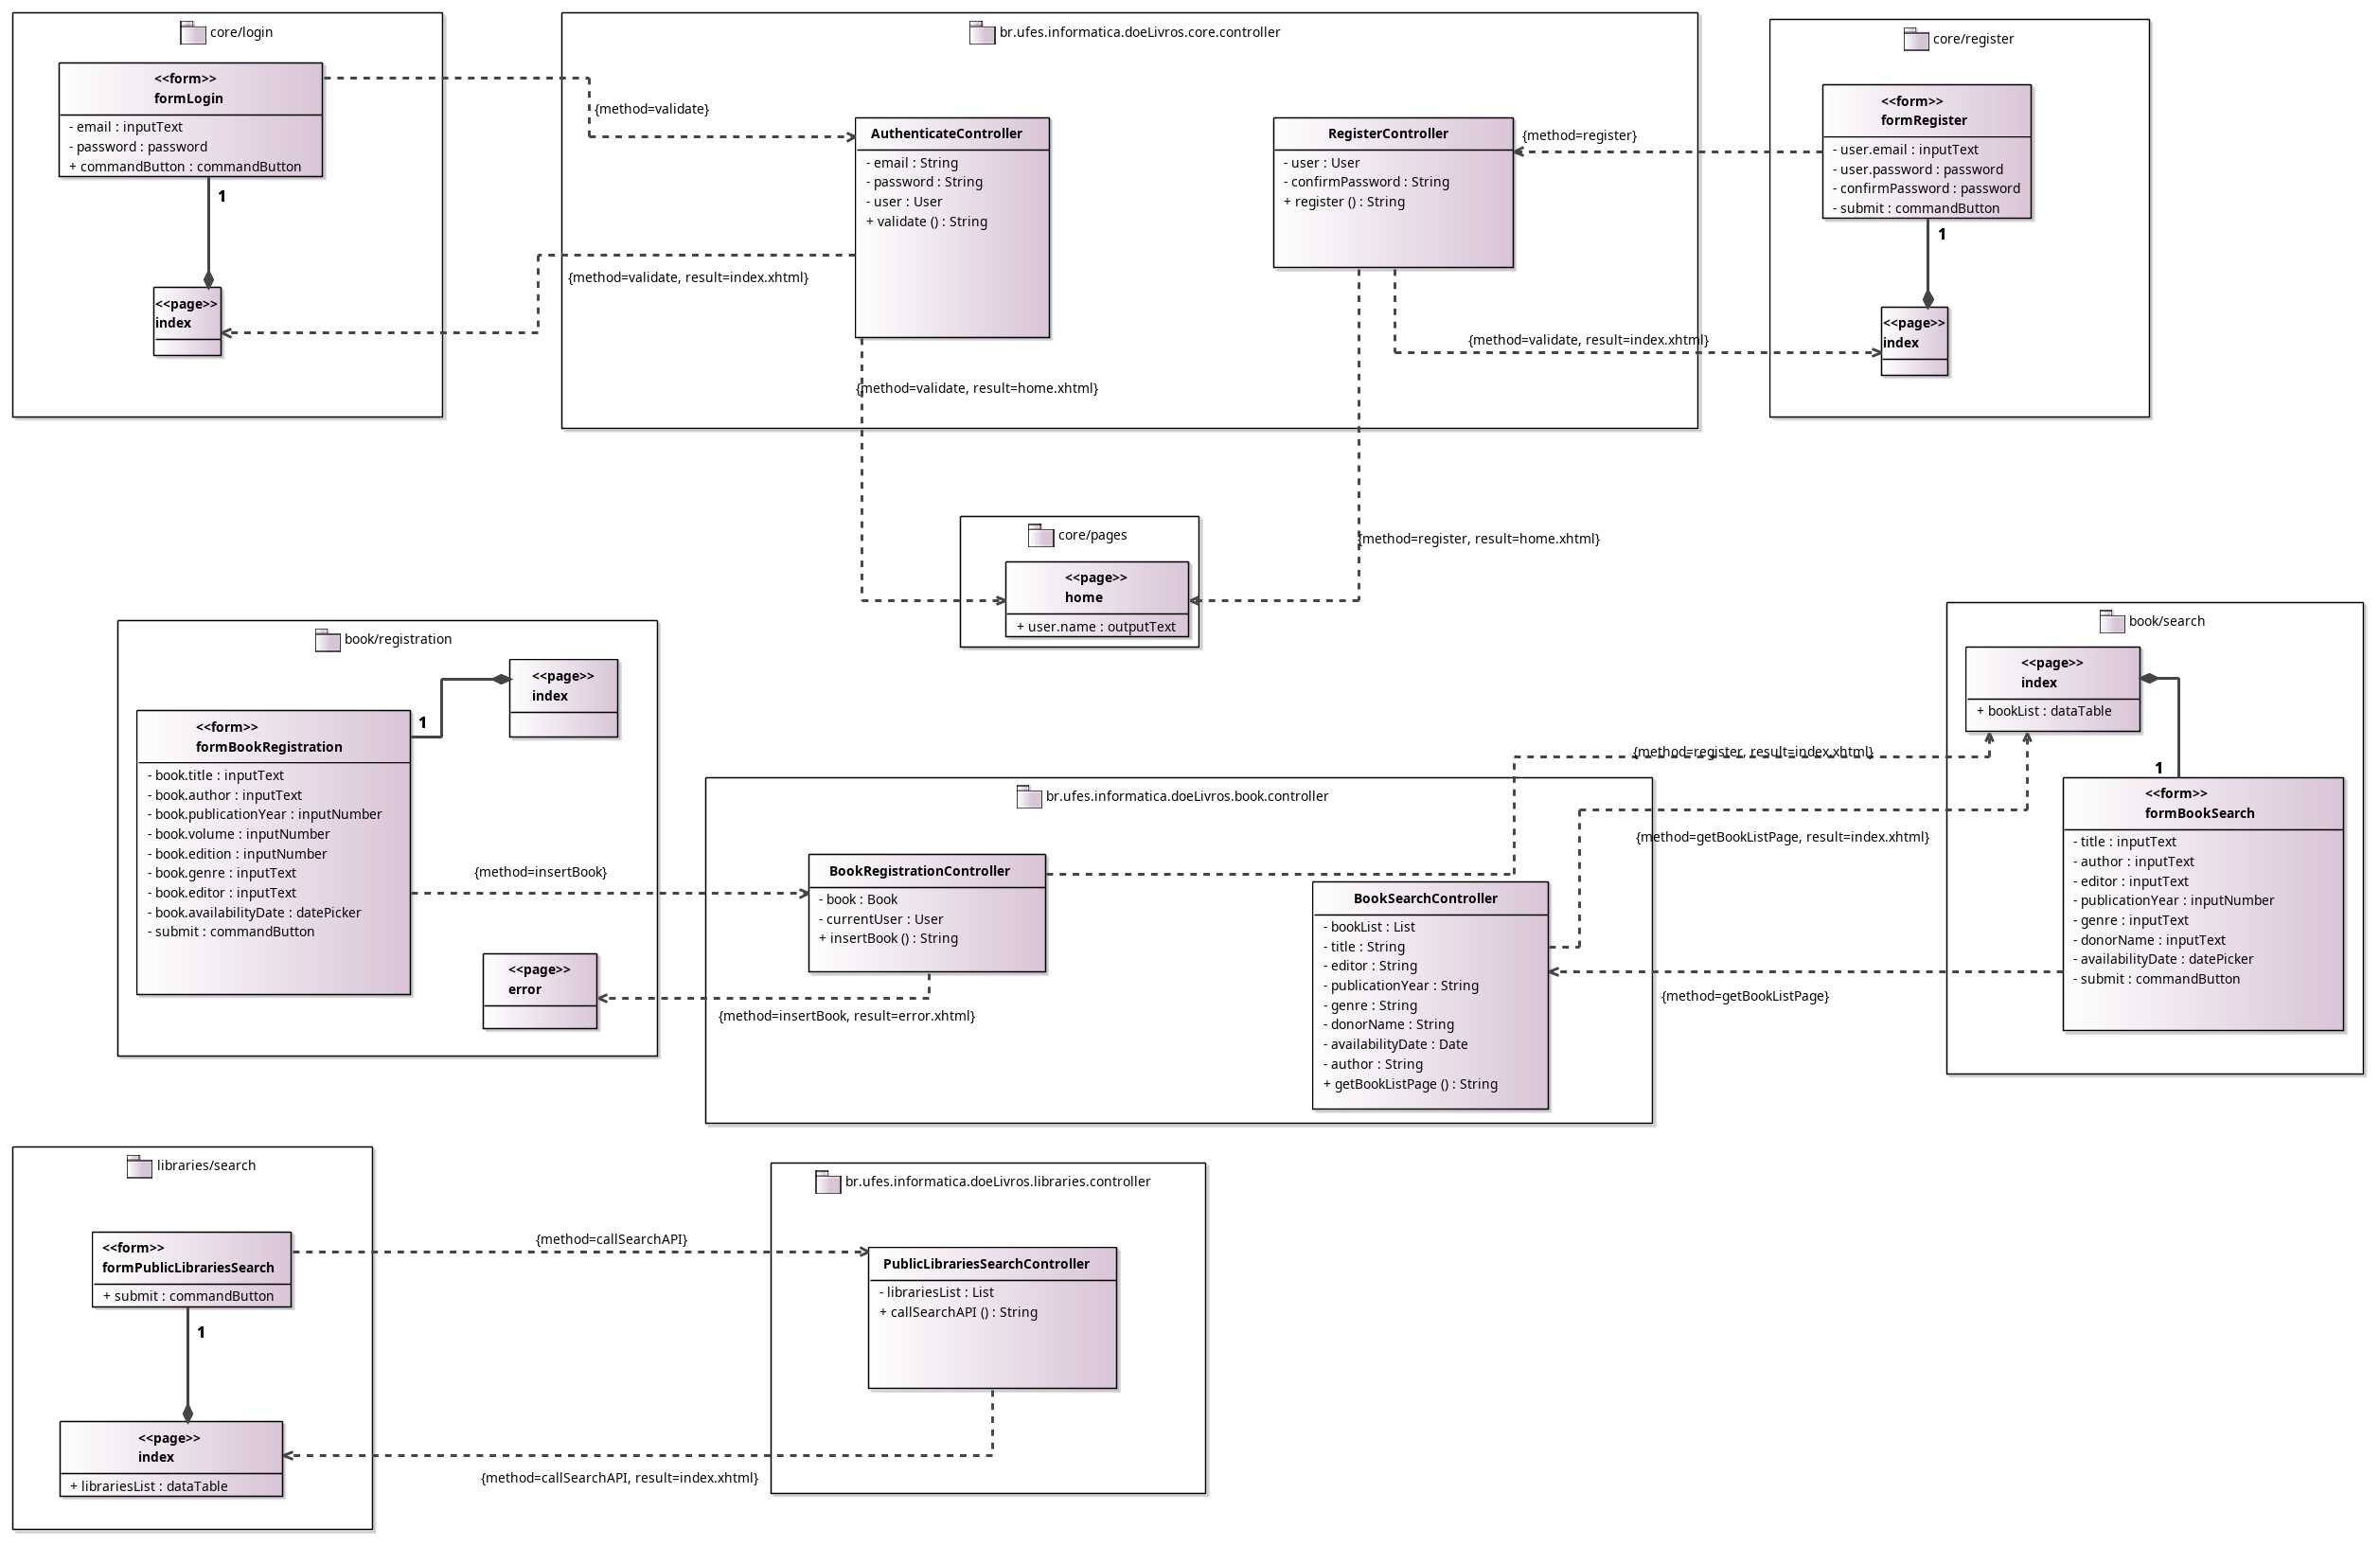 core/login
<<form>>
formLogin
- email : inputText
- password : password
+ commandButton : commandButton
1
<<page>>
index
{method=validate}
{method=validate, result=index.xhtml}
br.ufes.informatica.doeLivros.core.controller
AuthenticateController
- email : String
- password : String
- user : User
+ validate () : String
{method=validate, result=home.xhtml}
RegisterController
- user : User
- confirmPassword : String
+ register () : String
{method=register}
{method=validate, result=index.xhtml}
{method=register, result=home.xhtml}
core/register
<<form>>
formRegister
- user.email : inputText
- user.password : password
- confirmPassword : password
- submit : commandButton
1
<<page>>
index
core/pages
<<page>>
home
+ user.name : outputText
book/registration
<<page>>
index
1
<<form>>
formBookRegistration
- book.title : inputText
- book.author : inputText
- book.publicationYear : inputNumber
- book.volume : inputNumber
- book.edition : inputNumber
- book.genre : inputText
- book.editor : inputText
- book.availabilityDate : datePicker
- submit : commandButton
<<page>>
error
{method=insertBook}
{method=insertBook, result=error.xhtml}
br.ufes.informatica.doeLivros.book.controller
BookRegistrationController
- book : Book
- currentUser : User
+ insertBook () : String
BookSearchController
- bookList : List
- title : String
- editor : String
- publicationYear : String
- genre : String
- donorName : String
- availabilityDate : Date
- author : String
+ getBookListPage () : String
{method=register, result=index.xhtml}
{method=getBookListPage, result=index.xhtml}
{method=getBookListPage}
book/search
<<page>>
index
+ bookList : dataTable
1
<<form>>
formBookSearch
- title : inputText
- author : inputText
- editor : inputText
- publicationYear : inputNumber
- genre : inputText
- donorName : inputText
- availabilityDate : datePicker
- submit : commandButton
libraries/search
<<form>>
formPublicLibrariesSearch
+ submit : commandButton
1
<<page>>
index
+ librariesList : dataTable
{method=callSearchAPI}
{method=callSearchAPI, result=index.xhtml}
br.ufes.informatica.doeLivros.libraries.controller
PublicLibrariesSearchController
- librariesList : List
+ callSearchAPI () : String